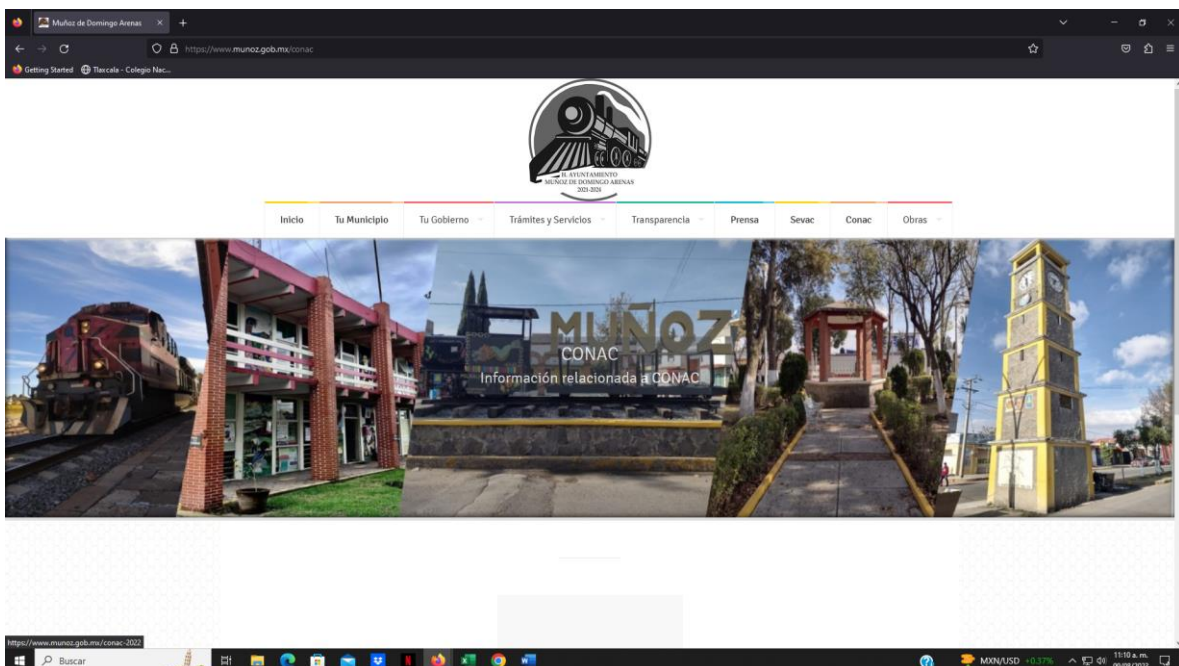 Muñoz de Domingo Arenas
https://www.munoz.gob.mx/conac
Getting Started Tlaxcala - Colegio Nac...
H. AYUNTAMIENTO
MUÑOZ DE DOMINGO ARENAS
2021-2024
Inicio Tu Municipio Tu Gobierno Trámites y Servicios Transparencia Prensa Sevac Conac Obras
MUÑOZ
CONAC
Información relacionada a CONAC
https://www.munoz.gob.mx/conac-2022
Buscar
MXN/USD +0.37%
11:10 a. m.